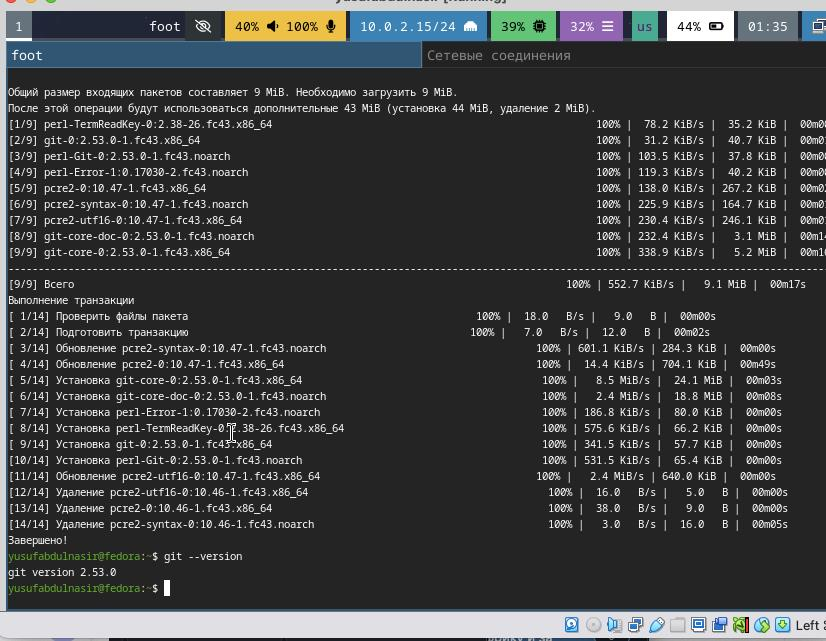 yusufabdulnasir [Running]
1 foot 40% 100% 10.0.2.15/24 39% 32% us 44% 01:35
foot Сетевые соединения
Общий размер входящих пакетов составляет 9 MiB. Необходимо загрузить 9 MiB.
После этой операции будут использоваться дополнительные 43 MiB (установка 44 MiB, удаление 2 MiB).
[1/9] perl-TermReadKey-0:2.38-26.fc43.x86_64 100% | 78.2 KiB/s | 35.2 KiB |
[2/9] git-0:2.53.0-1.fc43.x86_64 100% | 31.2 KiB/s | 40.7 KiB |
[3/9] perl-Git-0:2.53.0-1.fc43.noarch 100% | 103.5 KiB/s | 37.8 KiB |
[4/9] perl-Error-1:0.17030-2.fc43.noarch 100% | 119.3 KiB/s | 40.2 KiB |
[5/9] pcre2-0:10.47-1.fc43.x86_64 100% | 138.0 KiB/s | 267.2 KiB |
[6/9] pcre2-syntax-0:10.47-1.fc43.noarch 100% | 225.9 KiB/s | 164.7 KiB |
[7/9] pcre2-utf16-0:10.47-1.fc43.x86_64 100% | 230.4 KiB/s | 246.1 KiB |
[8/9] git-core-doc-0:2.53.0-1.fc43.noarch 100% | 232.4 KiB/s | 3.1 MiB |
[9/9] git-core-0:2.53.0-1.fc43.x86_64 100% | 338.9 KiB/s | 5.2 MiB |
[9/9] Всего 100% | 552.7 KiB/s | 9.1 MiB | 00m17s
Выполнение транзакции
[ 1/14] Проверить файлы пакета 100% | 18.0 B/s | 9.0 B | 00m00s
[ 2/14] Подготовить транзакцию 100% | 7.0 B/s | 12.0 B | 00m02s
[ 3/14] Обновление pcre2-syntax-0:10.47-1.fc43.noarch 100% | 601.1 KiB/s | 284.3 KiB | 00m00s
[ 4/14] Обновление pcre2-0:10.47-1.fc43.x86_64 100% | 14.4 KiB/s | 704.1 KiB | 00m49s
[ 5/14] Установка git-core-0:2.53.0-1.fc43.x86_64 100% | 8.5 MiB/s | 24.1 MiB | 00m03s
[ 6/14] Установка git-core-doc-0:2.53.0-1.fc43.noarch 100% | 2.4 MiB/s | 18.8 MiB | 00m08s
[ 7/14] Установка perl-Error-1:0.17030-2.fc43.noarch 100% | 186.8 KiB/s | 80.0 KiB | 00m00s
[ 8/14] Установка perl-TermReadKey-0:2.38-26.fc43.x86_64 100% | 575.6 KiB/s | 66.2 KiB | 00m00s
[ 9/14] Установка git-0:2.53.0-1.fc43.x86_64 100% | 341.5 KiB/s | 57.7 KiB | 00m00s
[10/14] Установка perl-Git-0:2.53.0-1.fc43.noarch 100% | 531.5 KiB/s | 65.4 KiB | 00m00s
[11/14] Обновление pcre2-utf16-0:10.47-1.fc43.x86_64 100% | 2.4 MiB/s | 640.0 KiB | 00m00s
[12/14] Удаление pcre2-utf16-0:10.46-1.fc43.x86_64 100% | 16.0 B/s | 5.0 B | 00m00s
[13/14] Удаление pcre2-0:10.46-1.fc43.x86_64 100% | 38.0 B/s | 9.0 B | 00m00s
[14/14] Удаление pcre2-syntax-0:10.46-1.fc43.noarch 100% | 3.0 B/s | 16.0 B | 00m05s
Завершено!
yusufabdulnasir@fedora:~$ git --version
git version 2.53.0
yusufabdulnasir@fedora:~$
Left